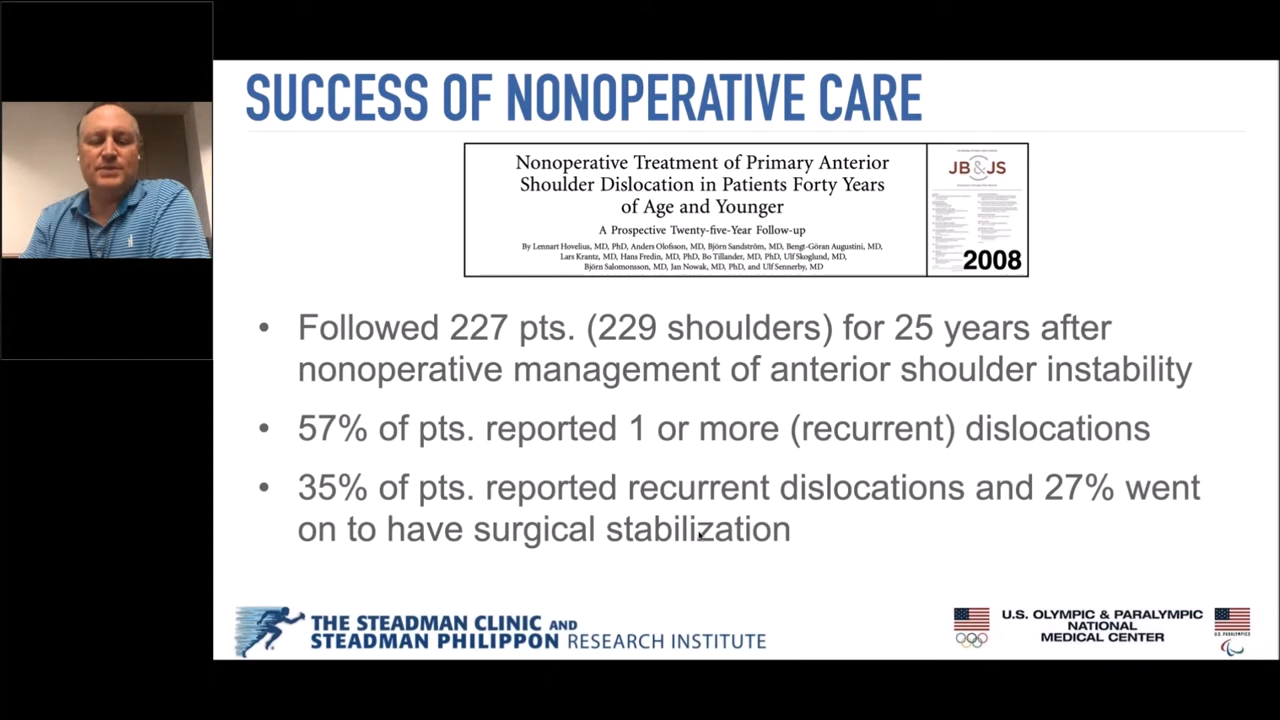 SUCCESS OF NONOPERATIVE CARE
Nonoperative Treatment of Primary Anterior
Shoulder Dislocation in Patients Forty Years
of Age and Younger
A Prospective Twenty-five-Year Follow-up
By Lennart Hovelius, MD, PhD, Anders Olofsson, MD, Björn Sandström, MD, Bengt-Göran Augustini, MD,
Lars Krantz, MD, Hans Fredin, MD, PhD, Bo Tillander, MD, PhD, Ulf Skoglund, MD,
Björn Salomonsson, MD, Jan Nowak, MD, PhD, and Ulf Sennerby, MD
JB&JS
2008
• Followed 227 pts. (229 shoulders) for 25 years after
nonoperative management of anterior shoulder instability
• 57% of pts. reported 1 or more (recurrent) dislocations
• 35% of pts. reported recurrent dislocations and 27% went
on to have surgical stabilization
THE STEADMAN CLINIC AND
STEADMAN PHILIPPON RESEARCH INSTITUTE
U.S. OLYMPIC & PARALYMPIC
NATIONAL
MEDICAL CENTER
U.S. PARALYMPICS